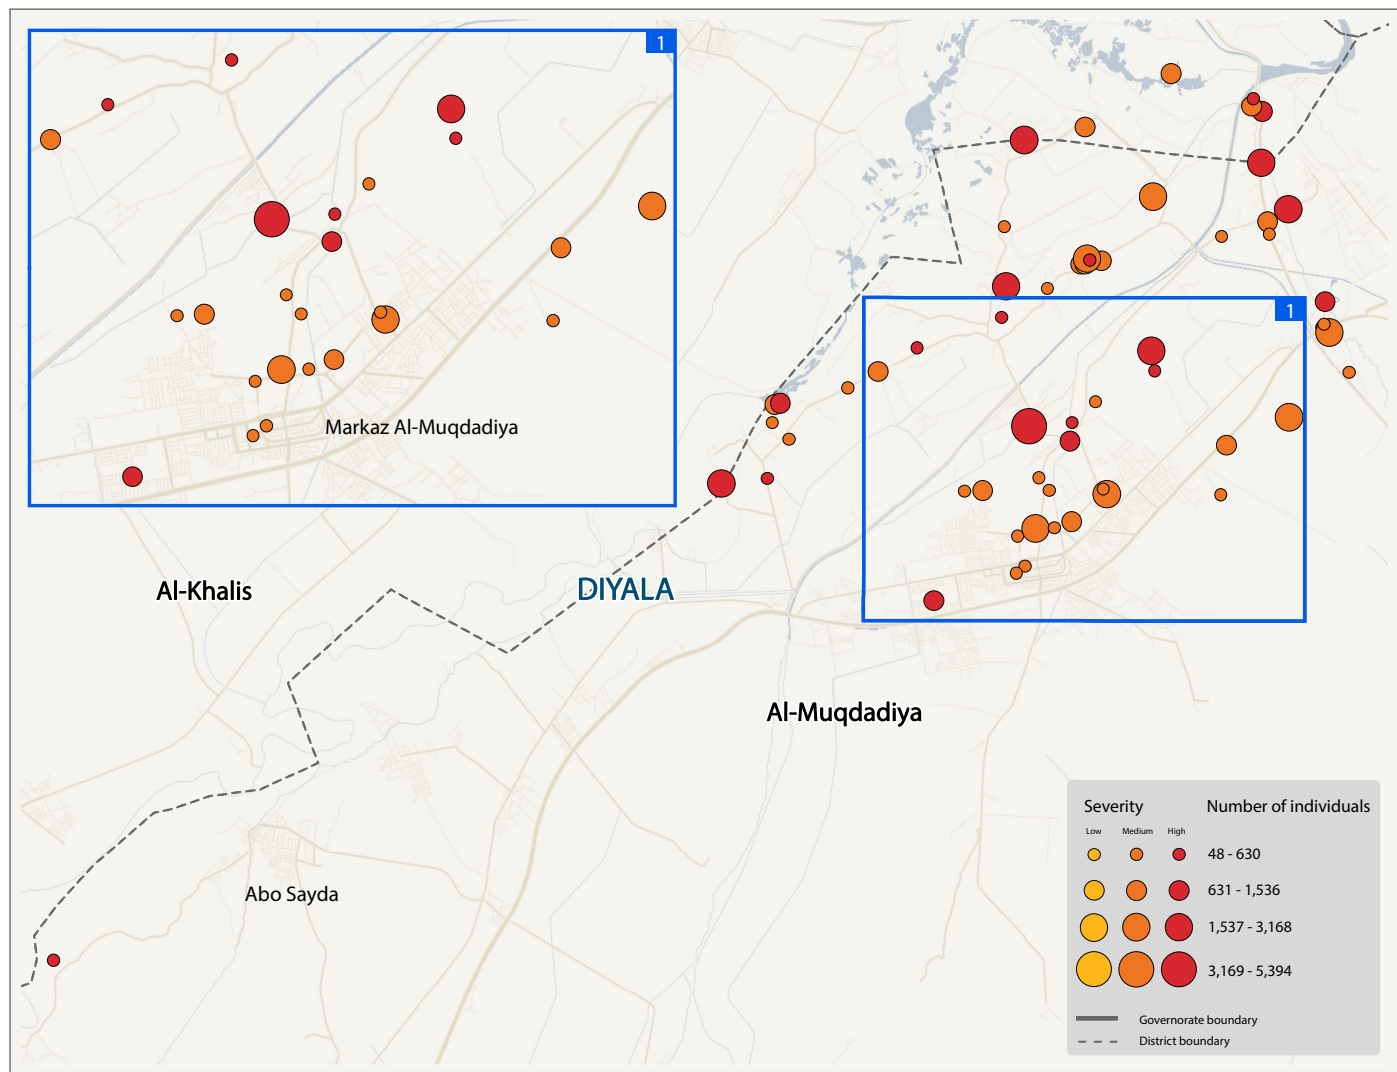 1
1
Markaz Al-Muqdadiya
Al-Khalis
DIYALA
Al-Muqdadiya
Abo Sayda
Severity Number of individuals
Low Medium High
48 - 630
631 - 1,536
1,537 - 3,168
3,169 - 5,394
Governorate boundary
District boundary